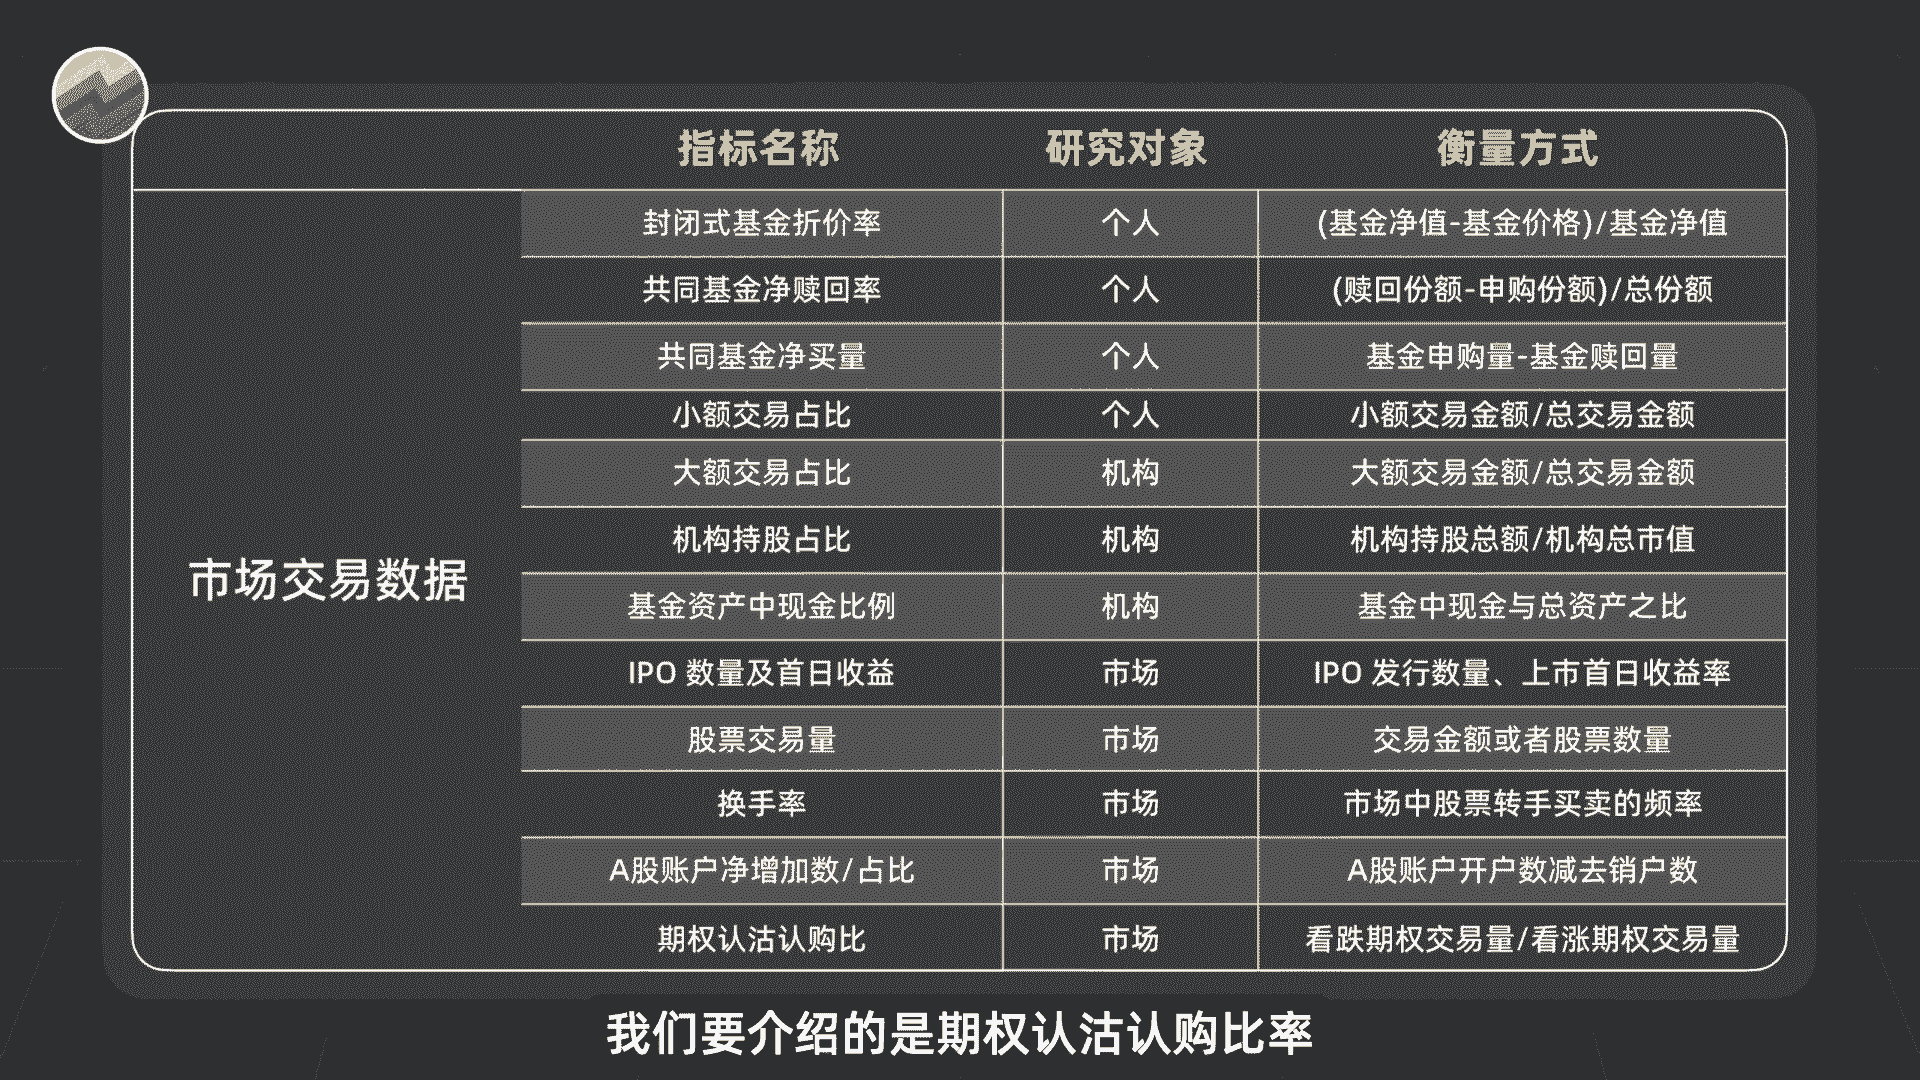 指标名称 研究对象 衡量方式
市场交易数据
封闭式基金折价率 个人 (基金净值-基金价格)/基金净值
共同基金净赎回率 个人 (赎回份额-申购份额)/总份额
共同基金净买量 个人 基金申购量-基金赎回量
小额交易占比 个人 小额交易金额/总交易金额
大额交易占比 机构 大额交易金额/总交易金额
机构持股占比 机构 机构持股总额/机构总市值
基金资产中现金比例 机构 基金中现金与总资产之比
IPO 数量及首日收益 市场 IPO 发行数量、上市首日收益率
股票交易量 市场 交易金额或者股票数量
换手率 市场 市场中股票转手买卖的频率
A股账户净增加数/占比 市场 A股账户开户数减去销户数
期权认沽认购比 市场 看跌期权交易量/看涨期权交易量
我们要介绍的是期权认沽认购比率